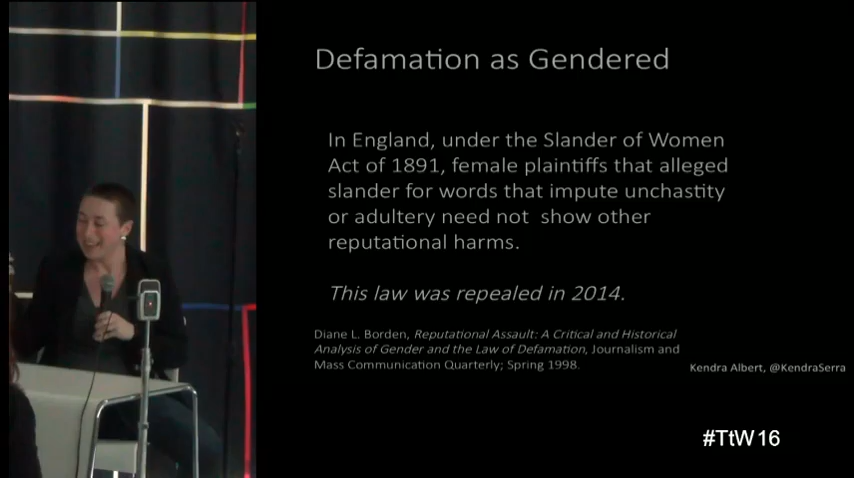 Defamation as Gendered
In England, under the Slander of Women
Act of 1891, female plaintiffs that alleged
slander for words that impute unchastity
or adultery need not show other
reputational harms.
This law was repealed in 2014.
Diane L. Borden, Reputational Assault: A Critical and Historical
Analysis of Gender and the Law of Defamation, Journalism and
Mass Communication Quarterly; Spring 1998.
Kendra Albert, @KendraSerra
#TtW16